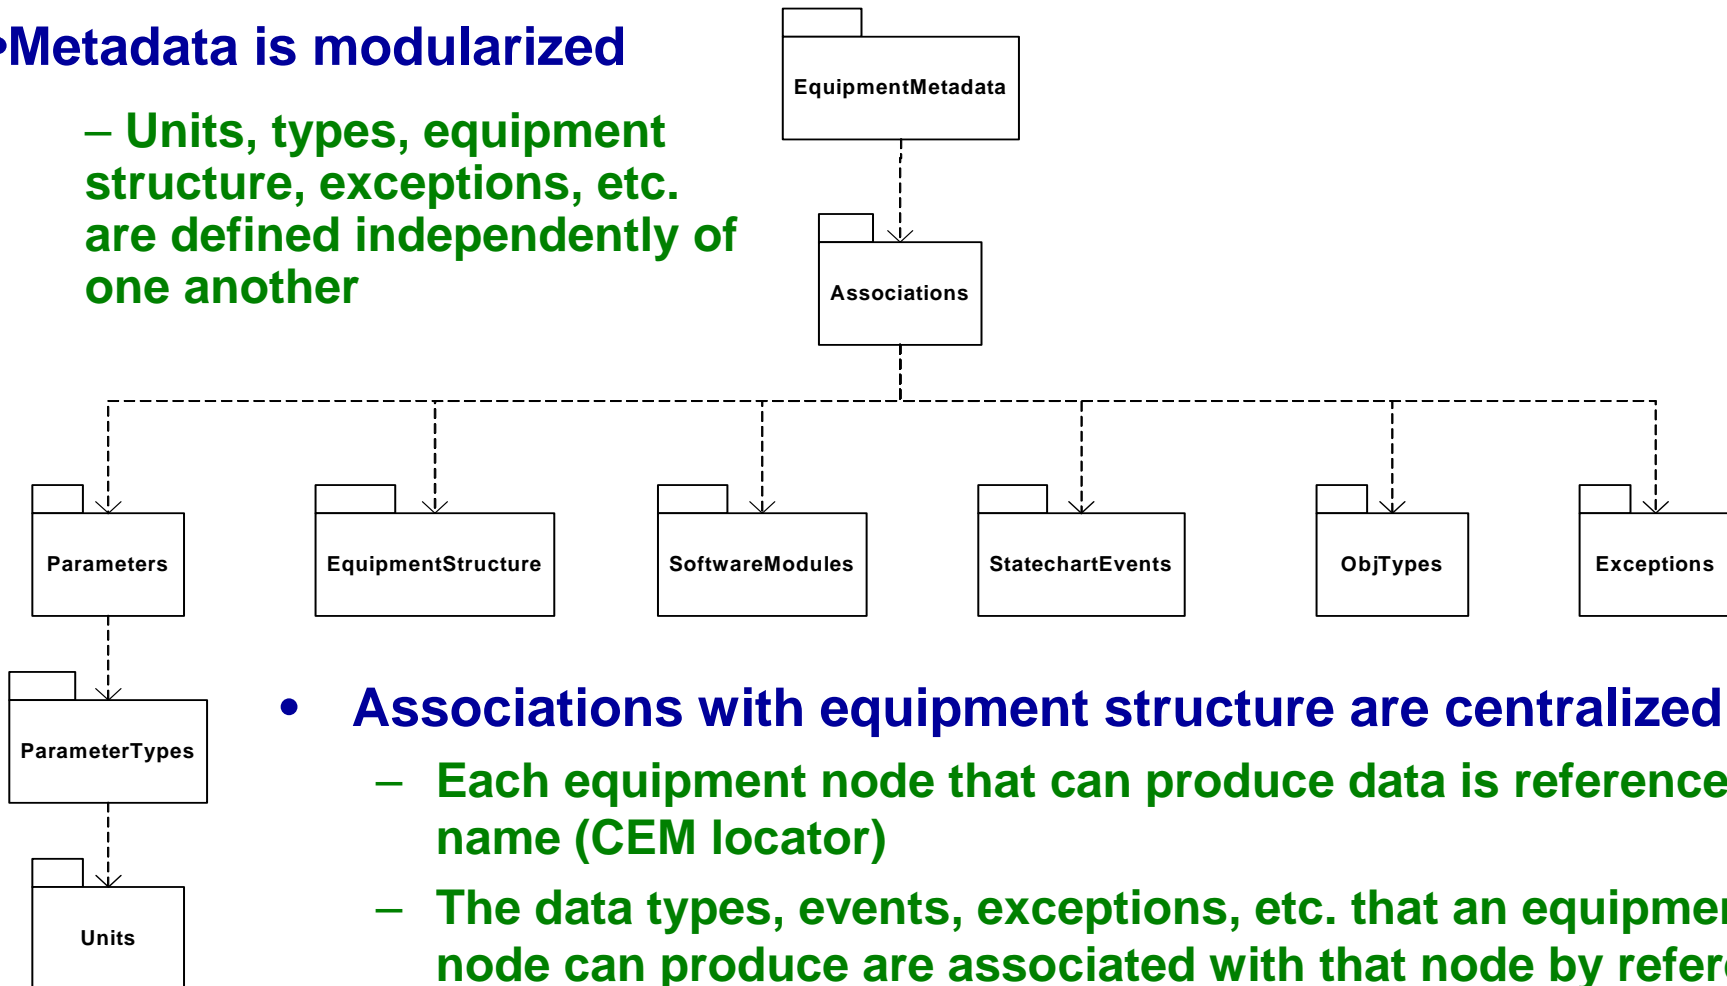 •Metadata is modularized
– Units, types, equipment
structure, exceptions, etc.
are defined independently of
one another
EquipmentMetadata
Associations
Parameters
EquipmentStructure
SoftwareModules
StatechartEvents
ObjTypes
Exceptions
ParameterTypes
Units
• Associations with equipment structure are centralized
– Each equipment node that can produce data is reference
name (CEM locator)
– The data types, events, exceptions, etc. that an equipmen
node can produce are associated with that node by refere